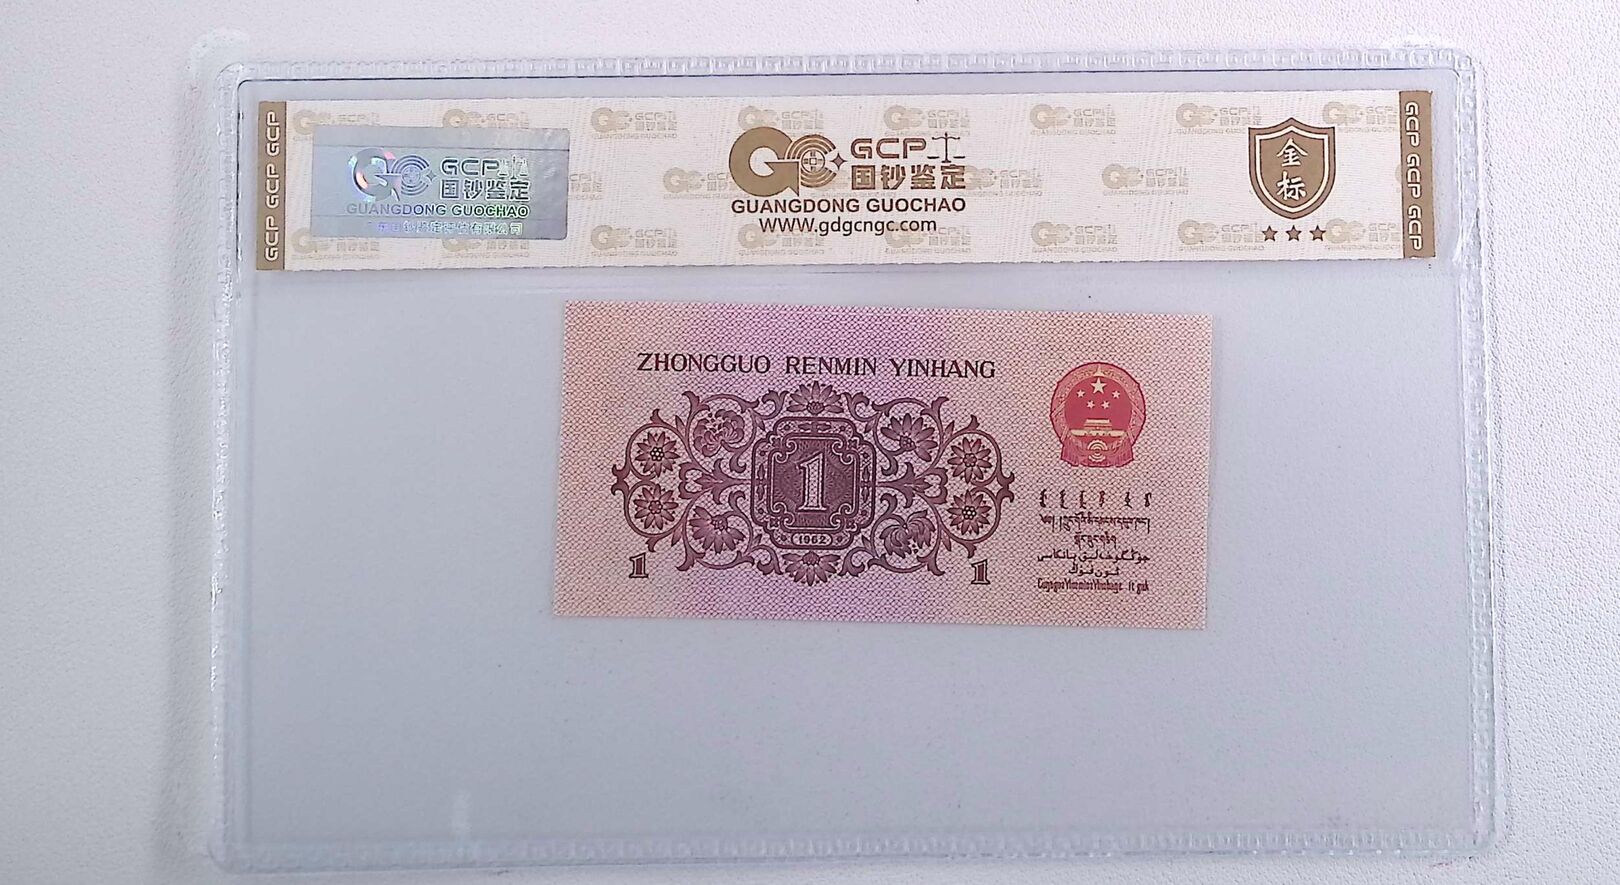 GCP GCP GCP
GCP
国钞鉴定
GUANGDONG GUOCHAO
GCP
国钞鉴定
GUANGDONG GUOCHAO
www.gdgcngc.com
金
标
GCP GCP GCP
ZHONGGUO RENMIN YINHANG
1
1962
1
1